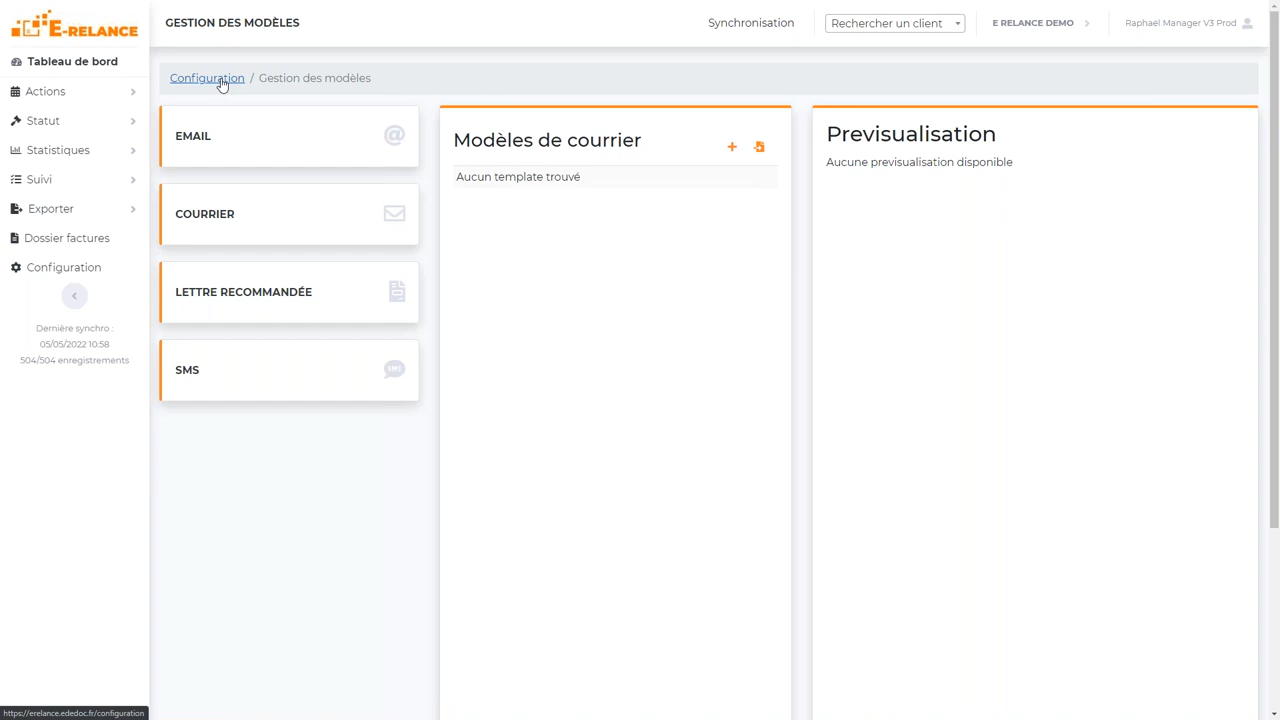 E-RELANCE
GESTION DES MODÈLES
Synchronisation
Rechercher un client
E RELANCE DEMO
Raphaël Manager V3 Prod
Tableau de bord
Actions
Statut
Statistiques
Suivi
Exporter
Dossier factures
Configuration
Dernière synchro :
05/05/2022 10:58
504/504 enregistrements
Configuration / Gestion des modèles
EMAIL
COURRIER
LETTRE RECOMMANDÉE
SMS
SMS
Modèles de courrier
Aucun template trouvé
Previsualisation
Aucune previsualisation disponible
https://erelance.ededoc.fr/configuration